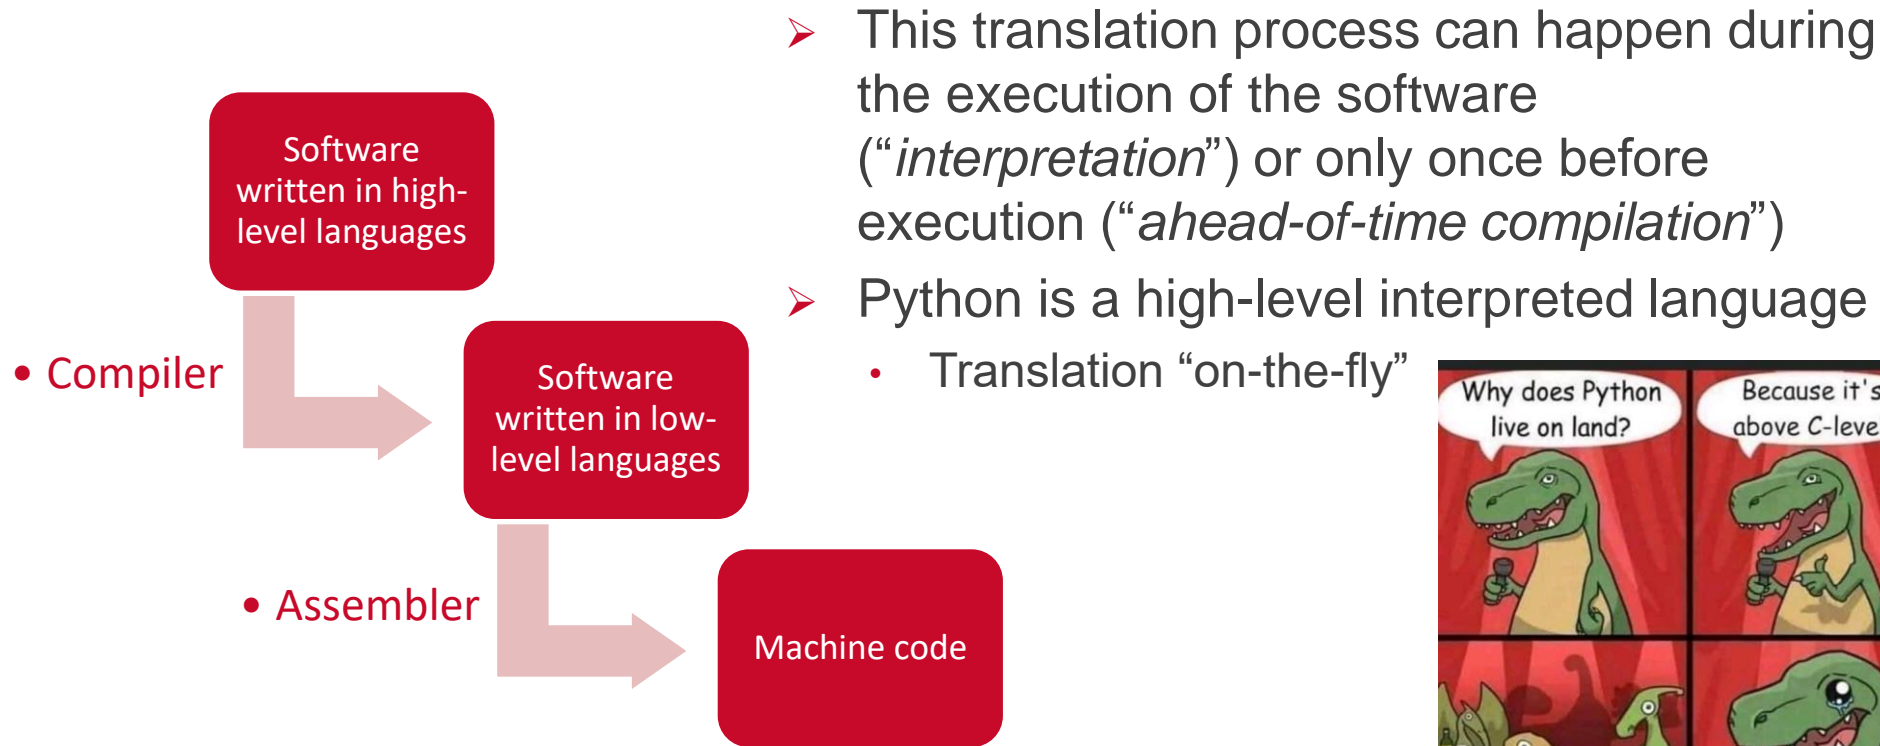 Software
written in high-
level languages
• Compiler
Software
written in low-
level languages
• Assembler
Machine code
➢ This translation process can happen during
the execution of the software
(“interpretation”) or only once before
execution (“ahead-of-time compilation”)
➢ Python is a high-level interpreted language
• Translation “on-the-fly”
Why does Python
live on land?
Because it's
above C-leve